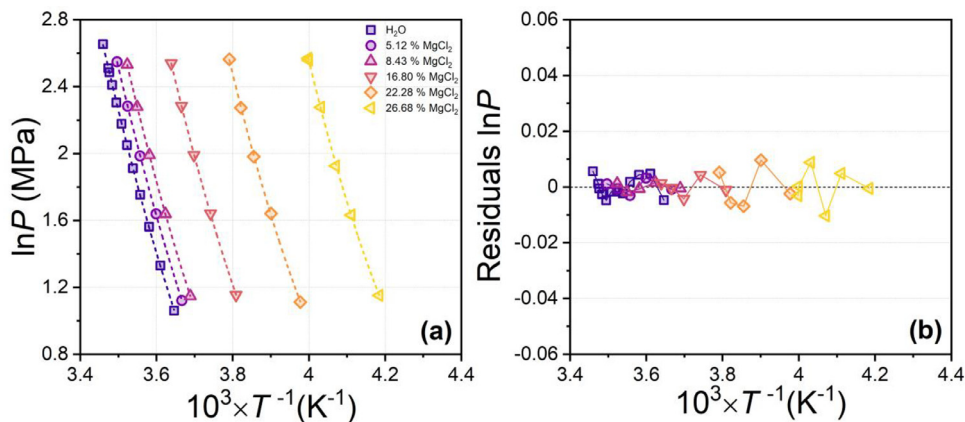 2.8
2.4
2
1.6
1.2
0.8
lnP (MPa)
H₂O
5.12 % MgCl₂
8.43 % MgCl₂
16.80 % MgCl₂
22.28 % MgCl₂
26.68 % MgCl₂
(a)
3.4 3.6 3.8 4 4.2 4.4
10³×T ⁻¹(K⁻¹)
0.06
0.04
0.02
0
-0.02
-0.04
-0.06
Residuals lnP
(b)
3.4 3.6 3.8 4 4.2 4.4
10³×T ⁻¹(K⁻¹)